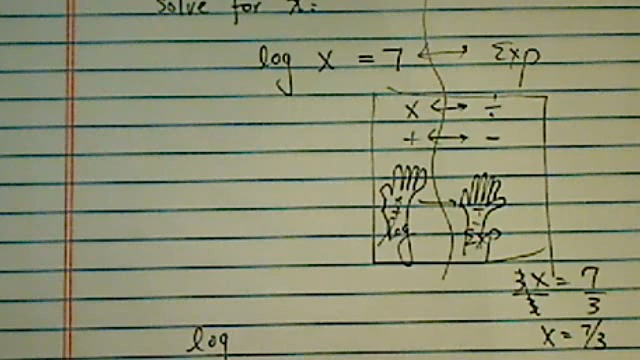 Solve for x:
log x = 7 ↔ Exp
x ↔ ÷
+ ↔ -
x ÷
+ -
log → Exp
3x/3 = 7/3
x = 7/3
log